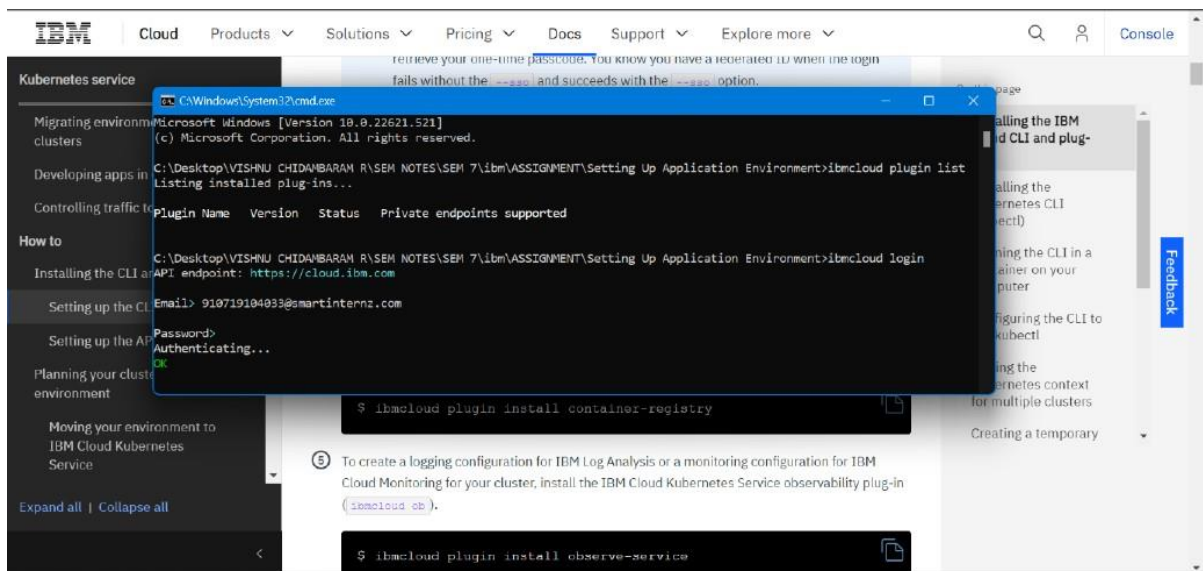 IBM Cloud Products Solutions Pricing Docs Support Explore more Console
Kubernetes service
Migrating environm
clusters
Developing apps in
Controlling traffic to
How to
Installing the CLI an
Setting up the CL
Setting up the AP
Planning your cluste
environment
Moving your environment to
IBM Cloud Kubernetes
Service
Expand all | Collapse all
retrieve your one-time passcode. You know you have a federated ID when the login
fails without the --sso and succeeds with the --sso option.
C:\Windows\System32\cmd.exe
Microsoft Windows [Version 10.0.22621.521]
(c) Microsoft Corporation. All rights reserved.
C:\Desktop\VISHNU CHIDAMBARAM R\SEM NOTES\SEM 7\ibm\ASSIGNMENT\Setting Up Application Environment>ibmcloud plugin list
Listing installed plug-ins...
Plugin Name Version Status Private endpoints supported
C:\Desktop\VISHNU CHIDAMBARAM R\SEM NOTES\SEM 7\ibm\ASSIGNMENT\Setting Up Application Environment>ibmcloud login
API endpoint: https://cloud.ibm.com
Email> 910719104033@smartinternz.com
Password>
Authenticating...
OK
$ ibmcloud plugin install container-registry
5 To create a logging configuration for IBM Log Analysis or a monitoring configuration for IBM
Cloud Monitoring for your cluster, install the IBM Cloud Kubernetes Service observability plug-in
( ibmcloud ob ).
$ ibmcloud plugin install observe-service
page
alling the IBM
d CLI and plug-
alling the
ernetes CLI
ectl)
ning the CLI in a
ainer on your
puter
figuring the CLI to
kubectl
ing the
ernetes context
for multiple clusters
Creating a temporary
Feedback